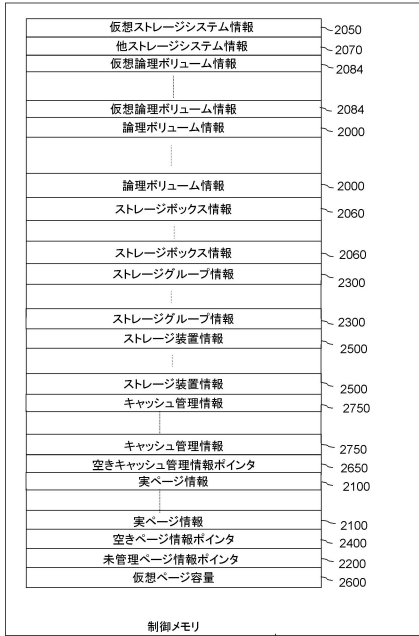 仮想ストレージシステム情報 2050
他ストレージシステム情報 2070
仮想論理ボリューム情報 2084
仮想論理ボリューム情報 2084
論理ボリューム情報 2000
論理ボリューム情報 2000
ストレージボックス情報 2060
ストレージボックス情報 2060
ストレージグループ情報 2300
ストレージグループ情報 2300
ストレージ装置情報 2500
ストレージ装置情報 2500
キャッシュ管理情報 2750
キャッシュ管理情報 2750
空きキャッシュ管理情報ポインタ 2650
実ページ情報 2100
実ページ情報 2100
空きページ情報ポインタ 2400
未管理ページ情報ポインタ 2200
仮想ページ容量 2600
制御メモリ